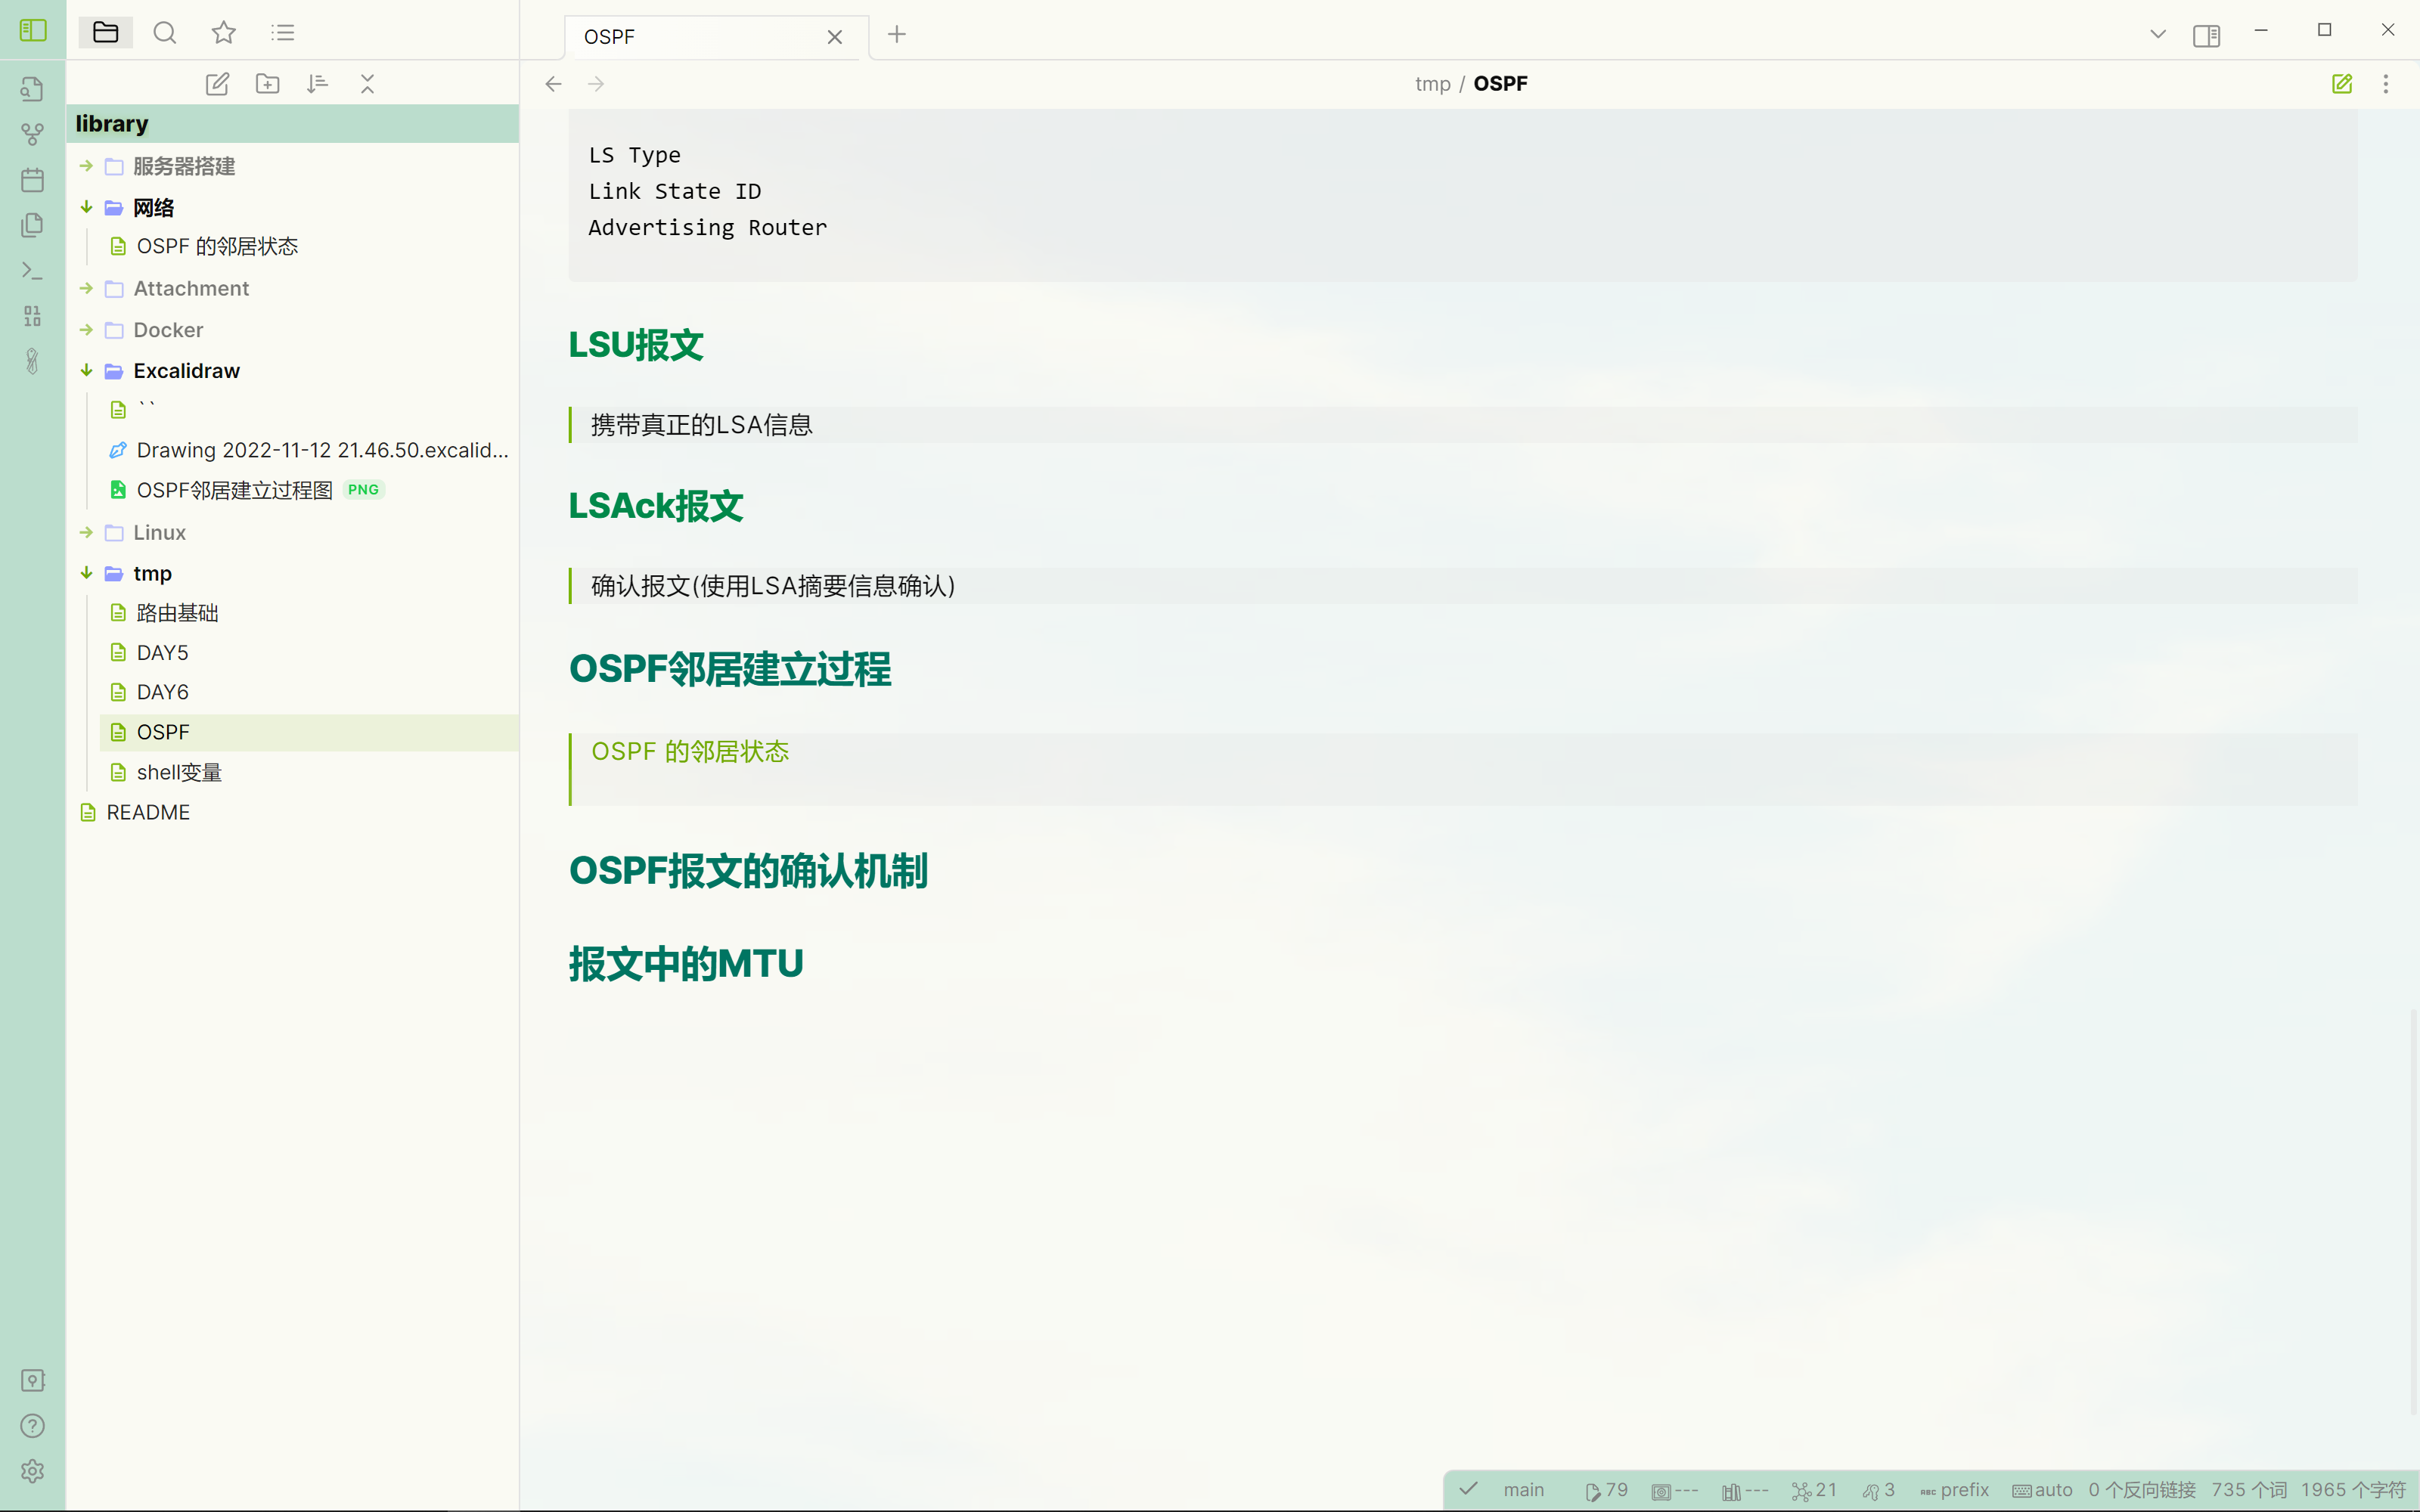 OSPF
tmp / OSPF
library
服务器搭建
网络
OSPF 的邻居状态
Attachment
Docker
Excalidraw
``
Drawing 2022-11-12 21.46.50.excalid...
OSPF邻居建立过程图 PNG
Linux
tmp
路由基础
DAY5
DAY6
OSPF
shell变量
README
LS Type
Link State ID
Advertising Router
LSU报文
携带真正的LSA信息
LSAck报文
确认报文(使用LSA摘要信息确认)
OSPF邻居建立过程
OSPF 的邻居状态
OSPF报文的确认机制
报文中的MTU
main 79 --- --- 21 3 ABC prefix auto 0 个反向链接 735 个词 1965 个字符